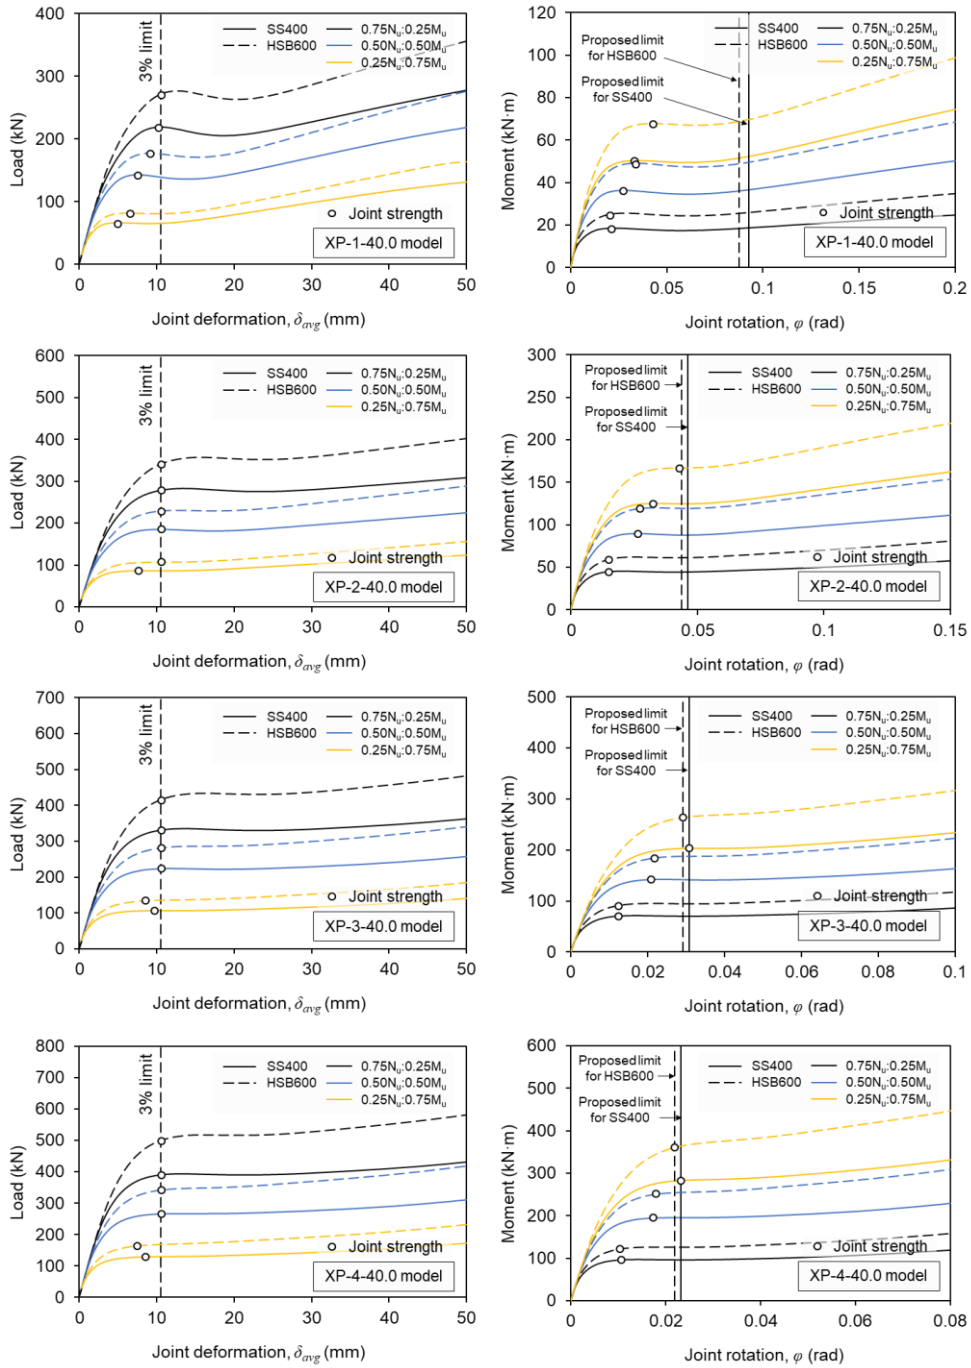 400
300
200
100
0
0
10
20
30
40
50
Load (kN)
Joint deformation, δavg (mm)
3% limit
SS400
HSB600
0.75Nu:0.25Mu
0.50Nu:0.50Mu
0.25Nu:0.75Mu
Joint strength
XP-1-40.0 model
120
100
80
60
40
20
0
0
0.05
0.1
0.15
0.2
Moment (kN·m)
Joint rotation, φ (rad)
Proposed limit
for HSB600
Proposed limit
for SS400
SS400
HSB600
0.75Nu:0.25Mu
0.50Nu:0.50Mu
0.25Nu:0.75Mu
Joint strength
XP-1-40.0 model
600
500
400
300
200
100
0
0
10
20
30
40
50
Load (kN)
Joint deformation, δavg (mm)
3% limit
SS400
HSB600
0.75Nu:0.25Mu
0.50Nu:0.50Mu
0.25Nu:0.75Mu
Joint strength
XP-2-40.0 model
300
250
200
150
100
50
0
0
0.05
0.1
0.15
Moment (kN·m)
Joint rotation, φ (rad)
Proposed limit
for HSB600
Proposed limit
for SS400
SS400
HSB600
0.75Nu:0.25Mu
0.50Nu:0.50Mu
0.25Nu:0.75Mu
Joint strength
XP-2-40.0 model
700
600
500
400
300
200
100
0
0
10
20
30
40
50
Load (kN)
Joint deformation, δavg (mm)
3% limit
SS400
HSB600
0.75Nu:0.25Mu
0.50Nu:0.50Mu
0.25Nu:0.75Mu
Joint strength
XP-3-40.0 model
500
400
300
200
100
0
0
0.02
0.04
0.06
0.08
0.1
Moment (kN·m)
Joint rotation, φ (rad)
Proposed limit
for HSB600
Proposed limit
for SS400
SS400
HSB600
0.75Nu:0.25Mu
0.50Nu:0.50Mu
0.25Nu:0.75Mu
Joint strength
XP-3-40.0 model
800
700
600
500
400
300
200
100
0
0
10
20
30
40
50
Load (kN)
Joint deformation, δavg (mm)
3% limit
SS400
HSB600
0.75Nu:0.25Mu
0.50Nu:0.50Mu
0.25Nu:0.75Mu
Joint strength
XP-4-40.0 model
600
500
400
300
200
100
0
0
0.02
0.04
0.06
0.08
Moment (kN·m)
Joint rotation, φ (rad)
Proposed limit
for HSB600
Proposed limit
for SS400
SS400
HSB600
0.75Nu:0.25Mu
0.50Nu:0.50Mu
0.25Nu:0.75Mu
Joint strength
XP-4-40.0 model